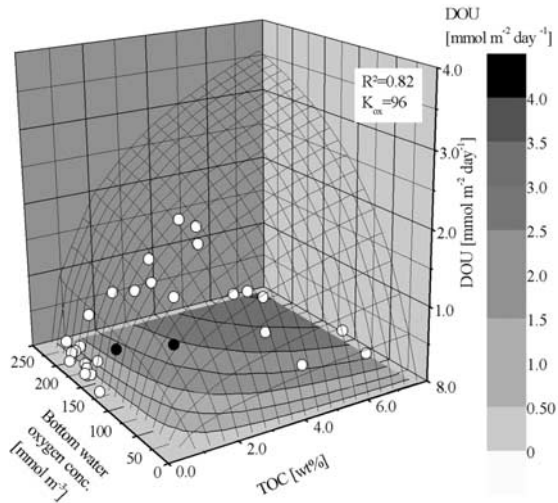 DOU
[mmol m-2 day-1]
R²=0.82
Kox=96
4.0
3.0
2.0
1.0
8.0
DOU [mmol m-2 day-1]
4.0
3.5
3.0
2.5
2.0
1.5
1.0
0.50
0
250
200
150
100
50
0
0.0
2.0
4.0
6.0
Bottom water
oxygen conc.
[mmol m-3]
TOC [wt%]